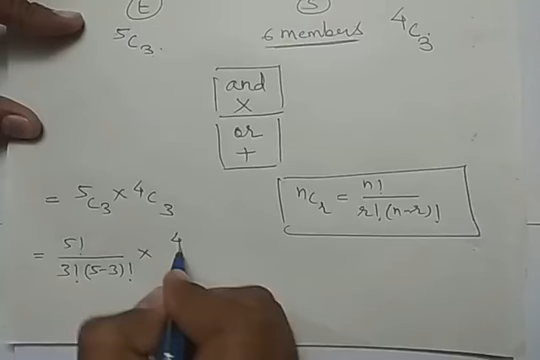 E S
⁵C₃ 6 members ⁴C₃
and
×
or
+
= ⁵C₃ × ⁴C₃
ⁿCᵣ = n! / r!(n-r)!
= 5! / 3!(5-3)! × 4